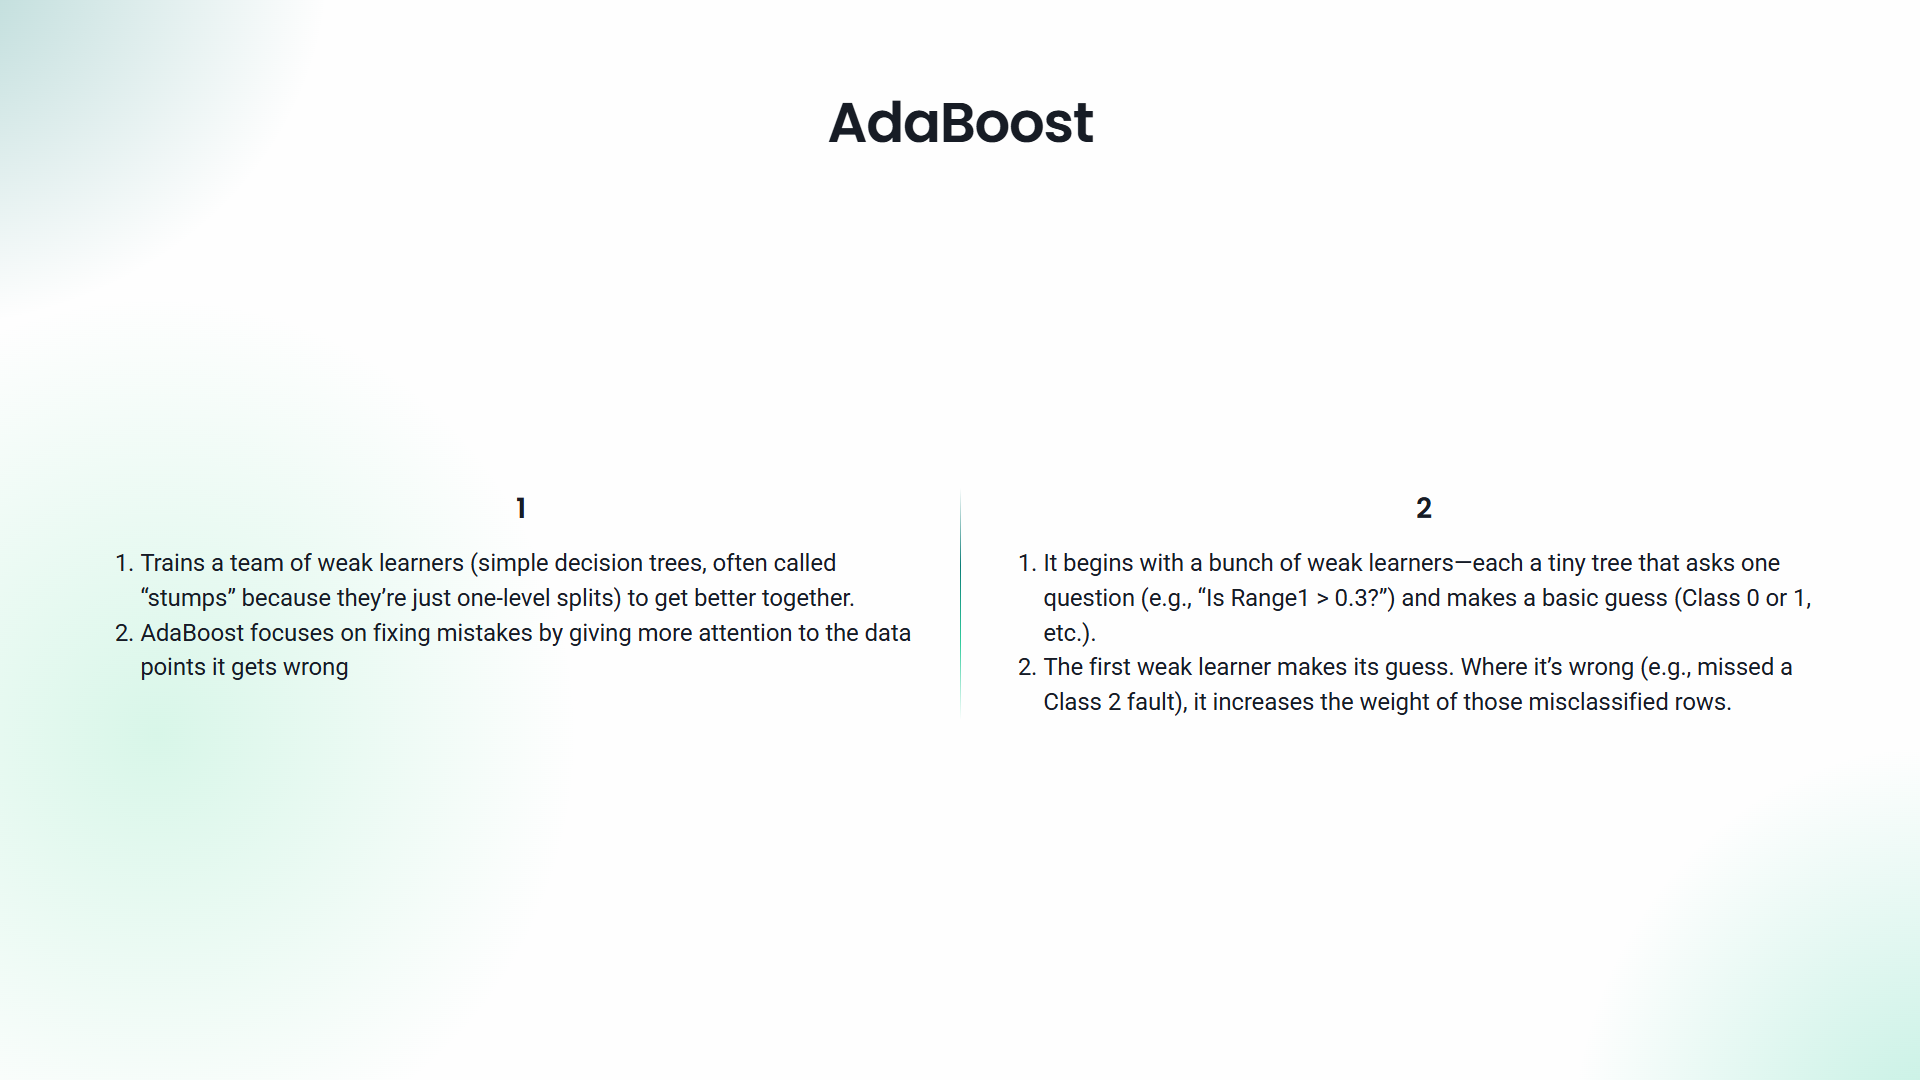 AdaBoost
1
1. Trains a team of weak learners (simple decision trees, often called
“stumps” because they’re just one-level splits) to get better together.
2. AdaBoost focuses on fixing mistakes by giving more attention to the data
points it gets wrong
2
1. It begins with a bunch of weak learners—each a tiny tree that asks one
question (e.g., “Is Range1 > 0.3?”) and makes a basic guess (Class 0 or 1,
etc.).
2. The first weak learner makes its guess. Where it’s wrong (e.g., missed a
Class 2 fault), it increases the weight of those misclassified rows.